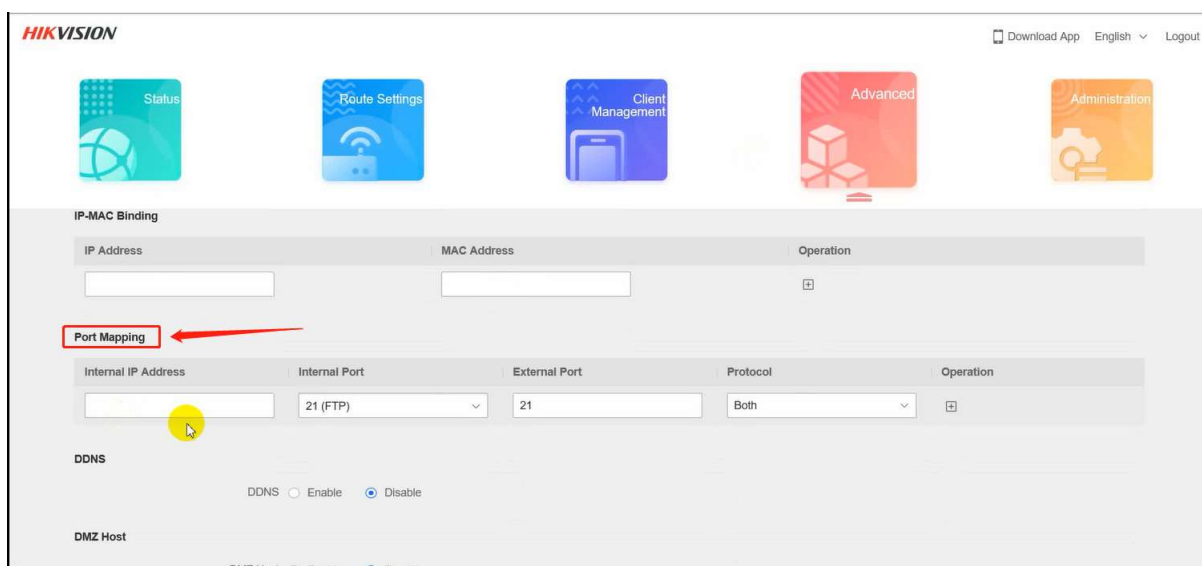 HIKVISION
Download App English Logout
Status
Route Settings
Client
Management
Advanced
Administration
IP-MAC Binding
IP Address MAC Address Operation
Port Mapping
Internal IP Address Internal Port External Port Protocol Operation
21 (FTP) 21 Both
DDNS
DDNS Enable Disable
DMZ Host